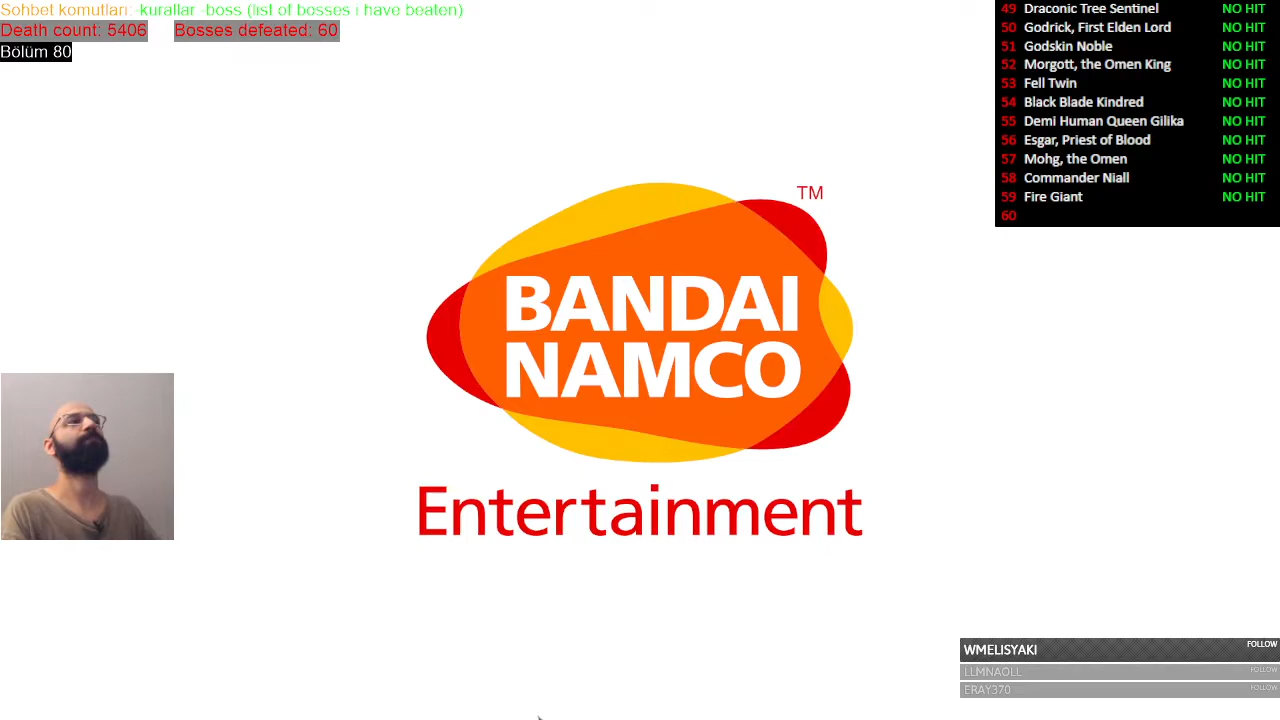 Sohbet komutları: -kurallar -boss (list of bosses i have beaten)
Death count: 5406 Bosses defeated: 60
Bölüm 80
49 Draconic Tree Sentinel NO HIT
50 Godrick, First Elden Lord NO HIT
51 Godskin Noble NO HIT
52 Morgott, the Omen King NO HIT
53 Fell Twin NO HIT
54 Black Blade Kindred NO HIT
55 Demi Human Queen Gilika NO HIT
56 Esgar, Priest of Blood NO HIT
57 Mohg, the Omen NO HIT
58 Commander Niall NO HIT
59 Fire Giant NO HIT
60
TM
BANDAI
NAMCO
Entertainment
WMELISYAKI FOLLOW
LLMNAOLL FOLLOW
ERAY370 FOLLOW